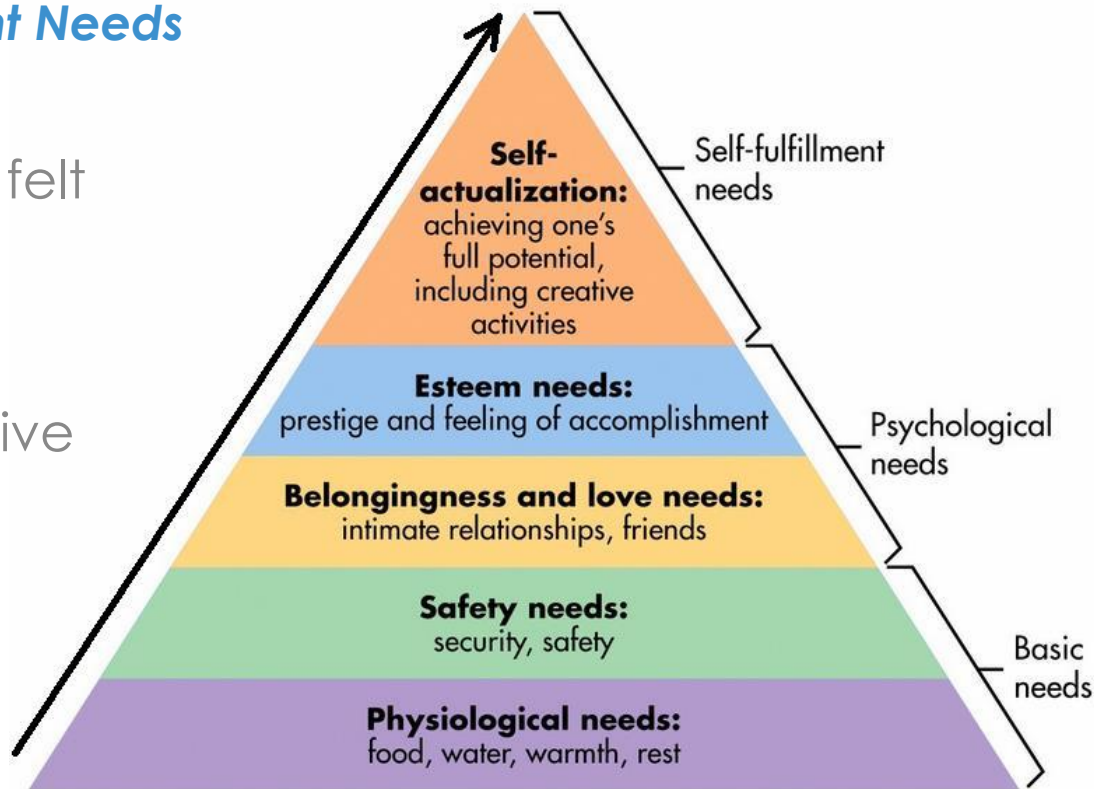 nt Needs
felt
ive
Self-
actualization:
achieving one's
full potential,
including creative
activities
Self-fulfillment
needs
Esteem needs:
prestige and feeling of accomplishment
Psychological
needs
Belongingness and love needs:
intimate relationships, friends
Safety needs:
security, safety
Basic
needs
Physiological needs:
food, water, warmth, rest